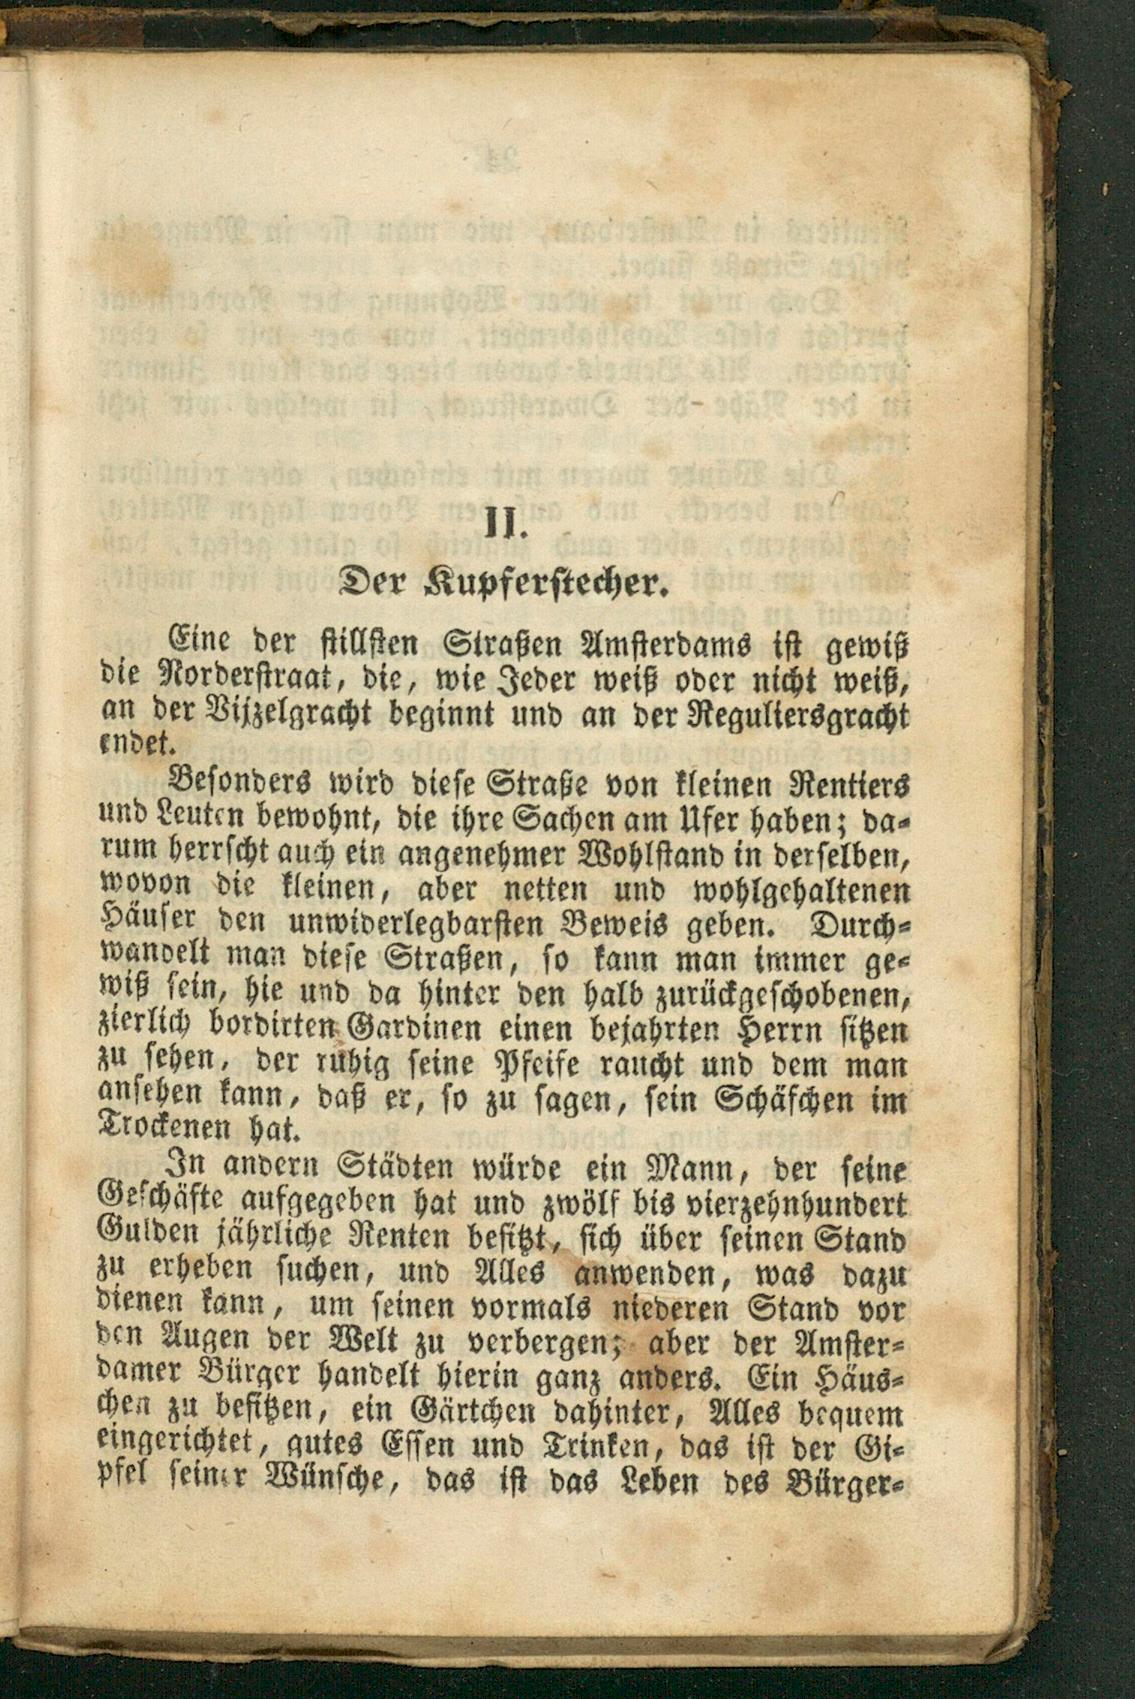 II.
Der Kupferstecher.
Eine der stillsten Straßen Amsterdams ist gewiß
die Norderstraat, die, wie Jeder weiß oder nicht weiß,
an der Vijzelgracht beginnt und an der Reguliersgracht
endet.
Besonders wird diese Straße von kleinen Rentiers
und Leuten bewohnt, die ihre Sachen am Ufer haben; da-
rum herrscht auch ein angenehmer Wohlstand in derselben,
wovon die kleinen, aber netten und wohlgehaltenen
Häuser den unwiderlegbarsten Beweis geben. Durch-
wandelt man diese Straßen, so kann man immer ge-
wiß sein, hie und da hinter den halb zurückgeschobenen,
zierlich bordirten Gardinen einen bejahrten Herrn sitzen
zu sehen, der ruhig seine Pfeife raucht und dem man
ansehen kann, daß er, so zu sagen, sein Schäfchen im
Trockenen hat.
In andern Städten würde ein Mann, der seine
Geschäfte aufgegeben hat und zwölf bis vierzehnhundert
Gulden jährliche Renten besitzt, sich über seinen Stand
zu erheben suchen, und Alles anwenden, was dazu
dienen kann, um seinen vormals niederen Stand vor
den Augen der Welt zu verbergen; aber der Amster-
damer Bürger handelt hierin ganz anders. Ein Häus-
chen zu besitzen, ein Gärtchen dahinter, Alles bequem
eingerichtet, gutes Essen und Trinken, das ist der Gi-
pfel seiner Wünsche, das ist das Leben des Bürger-